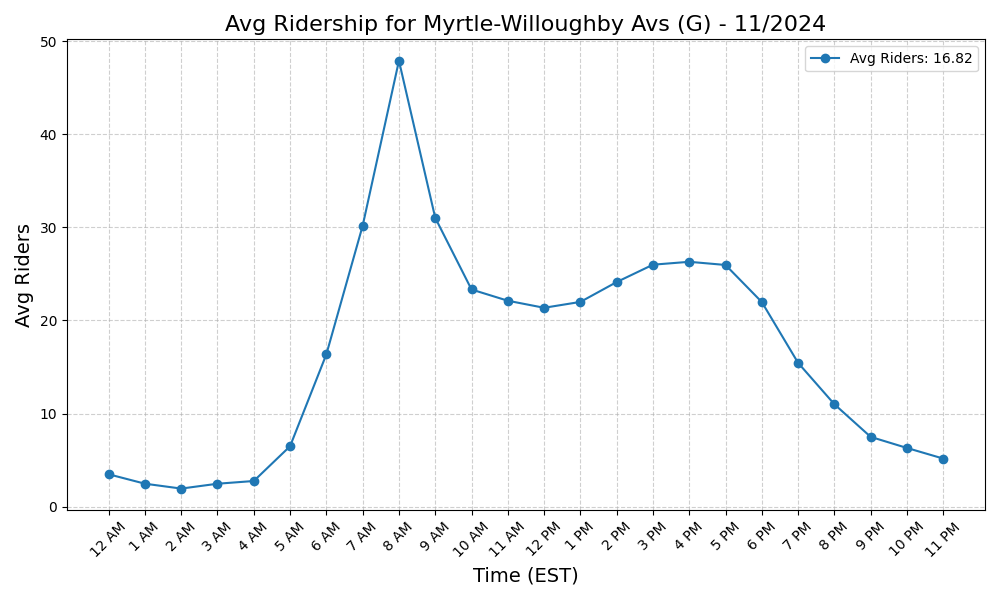 Avg Ridership for Myrtle-Willoughby Avs (G) - 11/2024
Avg Riders: 16.82
Avg Riders
50
40
30
20
10
0
12 AM
1 AM
2 AM
3 AM
4 AM
5 AM
6 AM
7 AM
8 AM
9 AM
10 AM
11 AM
12 PM
1 PM
2 PM
3 PM
4 PM
5 PM
6 PM
7 PM
8 PM
9 PM
10 PM
11 PM
Time (EST)